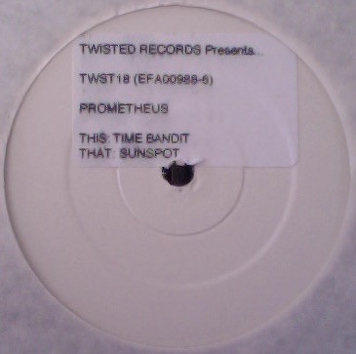 TWISTED RECORDS Presents...
TWST18 (EFA00988-6)
PROMETHEUS
THIS: TIME BANDIT
THAT: SUNSPOT